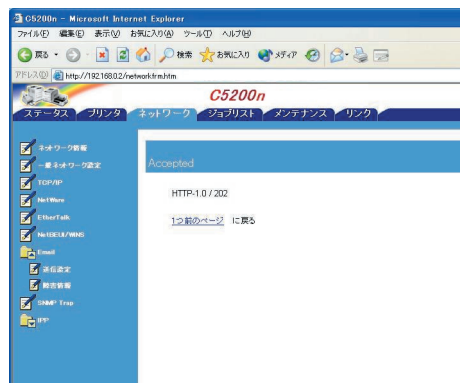 C5200n - Microsoft Internet Explorer
ファイル(F) 編集(E) 表示(V) お気に入り(A) ツール(T) ヘルプ(H)
戻る 検索 お気に入り メディア
アドレス(D) http://192.168.0.2/networkfrm.htm
C5200n
ステータス プリンタ ネットワーク ジョブリスト メンテナンス リンク
ネットワーク情報
一般ネットワーク設定
TCP/IP
NetWare
EtherTalk
NetBEUI/WINS
Email
送信設定
障害情報
SNMP Trap
IPP
Accepted
HTTP-1.0 / 202
1つ前のページ に戻る